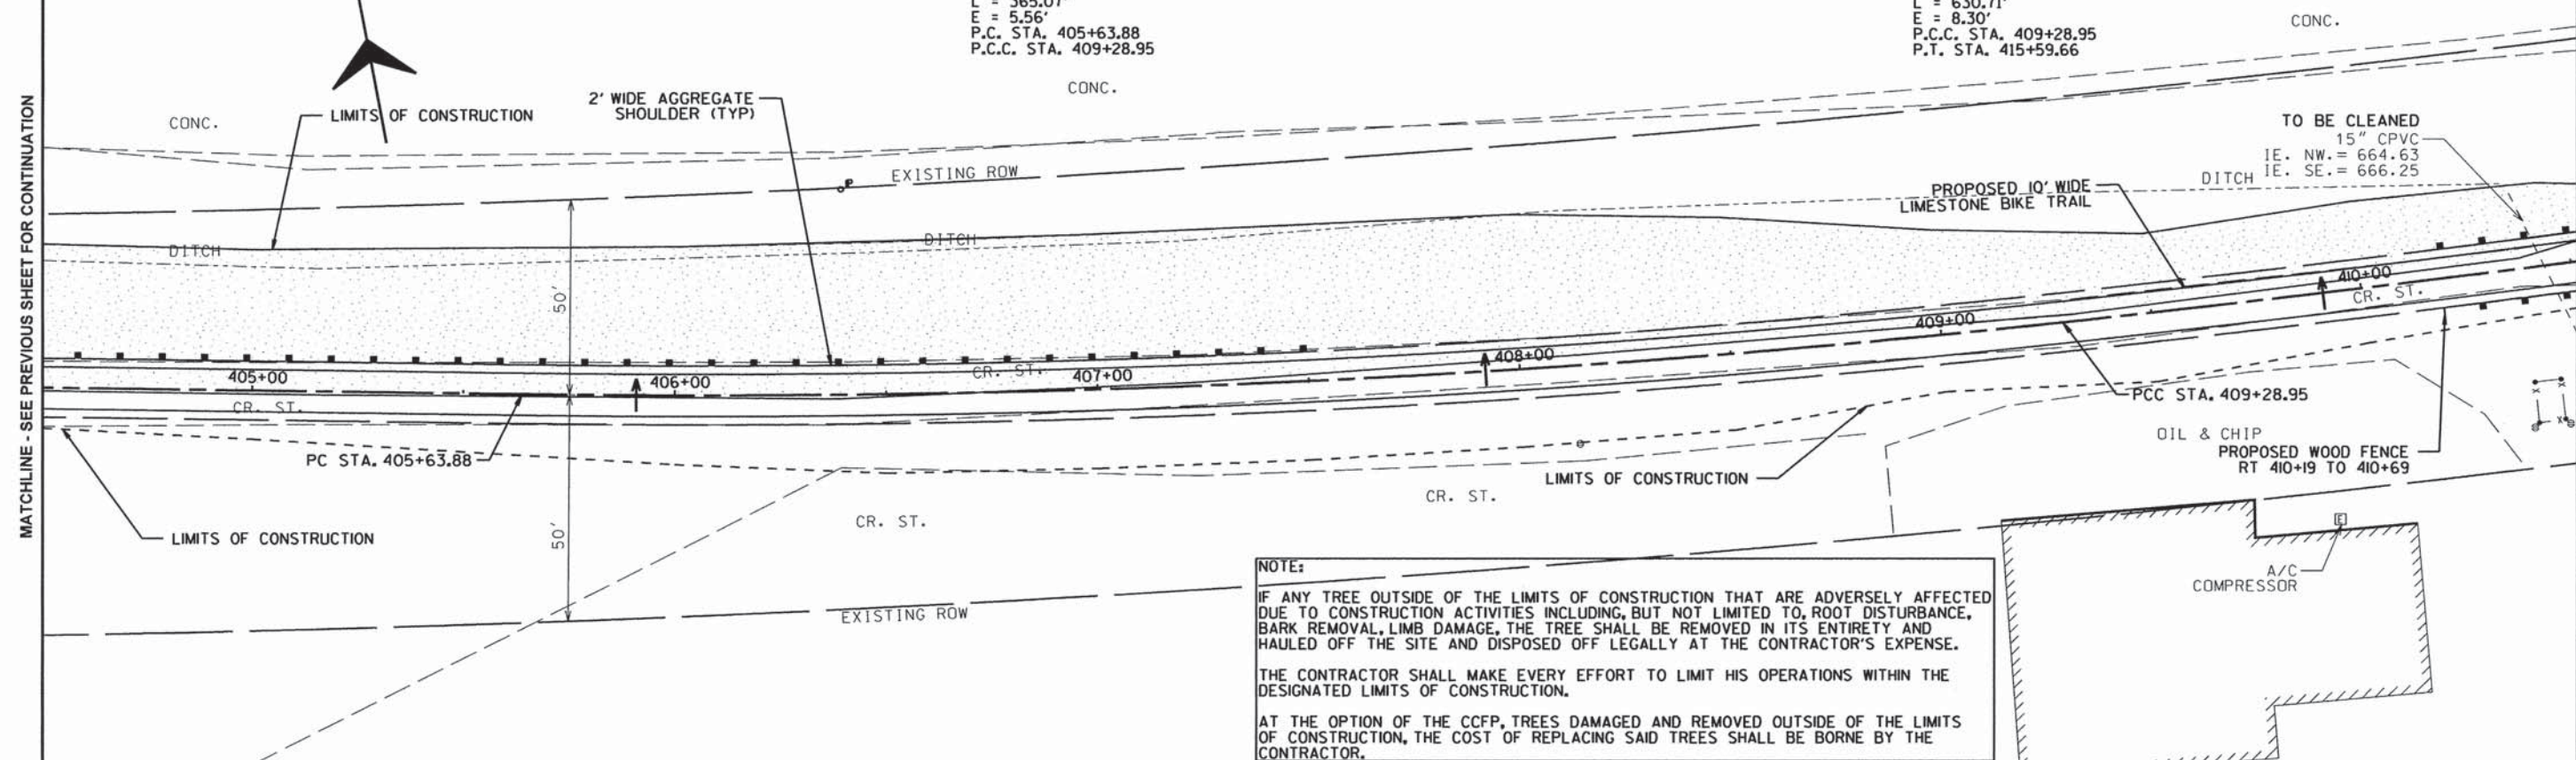 L = 365.07'
E = 5.56'
P.C. STA. 405+63.88
P.C.C. STA. 409+28.95
L = 630.71'
E = 8.30'
P.C.C. STA. 409+28.95
P.T. STA. 415+59.66
CONC.
CONC.
CONC.
MATCHLINE - SEE PREVIOUS SHEET FOR CONTINUATION
LIMITS OF CONSTRUCTION
2' WIDE AGGREGATE
SHOULDER (TYP)
TO BE CLEANED
15" CPVC
IE. NW.= 664.63
IE. SE.= 666.25
P
EXISTING ROW
DITCH
PROPOSED 10' WIDE
LIMESTONE BIKE TRAIL
DITCH
DITCH
50'
410+00
CR. ST.
409+00
408+00
CR. ST.
407+00
406+00
405+00
CR. ST.
PCC STA. 409+28.95
PC STA. 405+63.88
OIL & CHIP
PROPOSED WOOD FENCE
RT 410+19 TO 410+69
LIMITS OF CONSTRUCTION
CR. ST.
CR. ST.
LIMITS OF CONSTRUCTION
50'
E
A/C
COMPRESSOR
EXISTING ROW
NOTE:
IF ANY TREE OUTSIDE OF THE LIMITS OF CONSTRUCTION THAT ARE ADVERSELY AFFECTED
DUE TO CONSTRUCTION ACTIVITIES INCLUDING, BUT NOT LIMITED TO, ROOT DISTURBANCE,
BARK REMOVAL, LIMB DAMAGE, THE TREE SHALL BE REMOVED IN ITS ENTIRETY AND
HAULED OFF THE SITE AND DISPOSED OFF LEGALLY AT THE CONTRACTOR'S EXPENSE.
THE CONTRACTOR SHALL MAKE EVERY EFFORT TO LIMIT HIS OPERATIONS WITHIN THE
DESIGNATED LIMITS OF CONSTRUCTION.
AT THE OPTION OF THE CCFP, TREES DAMAGED AND REMOVED OUTSIDE OF THE LIMITS
OF CONSTRUCTION, THE COST OF REPLACING SAID TREES SHALL BE BORNE BY THE
CONTRACTOR.